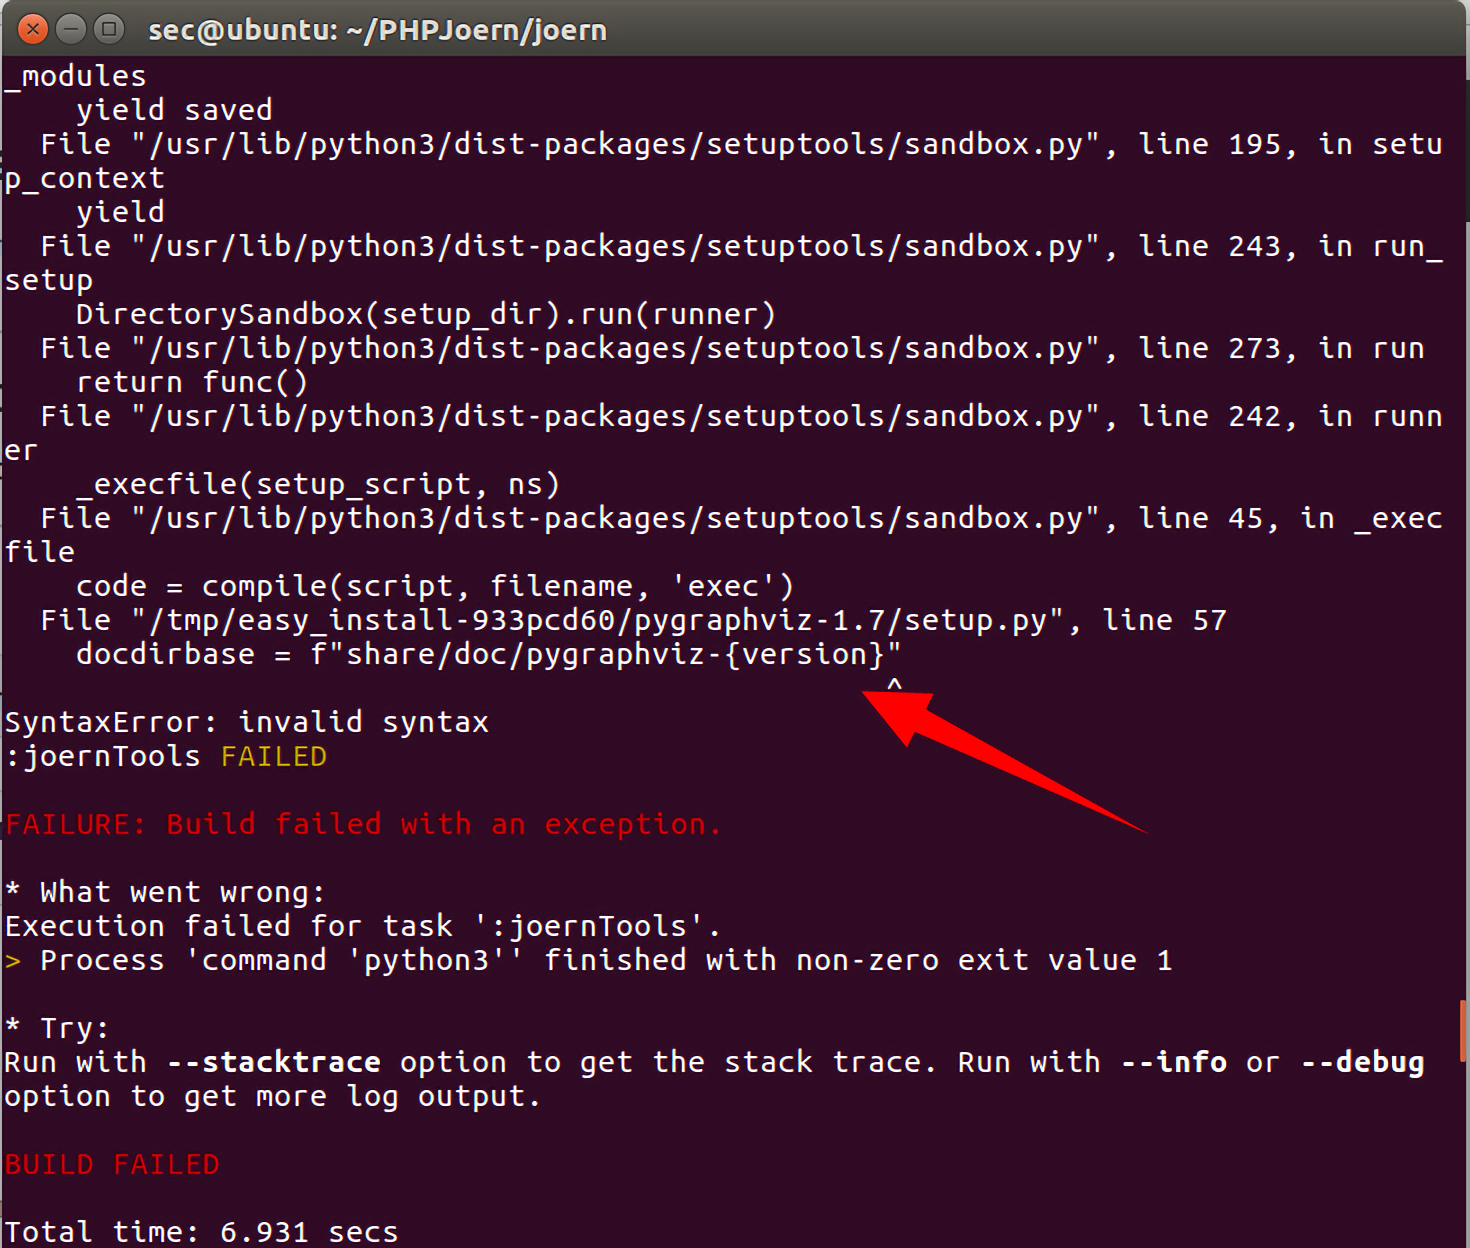 sec@ubuntu: ~/PHPJoern/joern
_modules
    yield saved
  File "/usr/lib/python3/dist-packages/setuptools/sandbox.py", line 195, in setu
p_context
    yield
  File "/usr/lib/python3/dist-packages/setuptools/sandbox.py", line 243, in run_
setup
    DirectorySandbox(setup_dir).run(runner)
  File "/usr/lib/python3/dist-packages/setuptools/sandbox.py", line 273, in run
    return func()
  File "/usr/lib/python3/dist-packages/setuptools/sandbox.py", line 242, in runn
er
    _execfile(setup_script, ns)
  File "/usr/lib/python3/dist-packages/setuptools/sandbox.py", line 45, in _exec
file
    code = compile(script, filename, 'exec')
  File "/tmp/easy_install-933pcd60/pygraphviz-1.7/setup.py", line 57
    docdirbase = f"share/doc/pygraphviz-{version}"
                                                 ^
SyntaxError: invalid syntax
:joernTools FAILED

FAILURE: Build failed with an exception.

* What went wrong:
Execution failed for task ':joernTools'.
> Process 'command 'python3'' finished with non-zero exit value 1

* Try:
Run with --stacktrace option to get the stack trace. Run with --info or --debug
option to get more log output.

BUILD FAILED

Total time: 6.931 secs